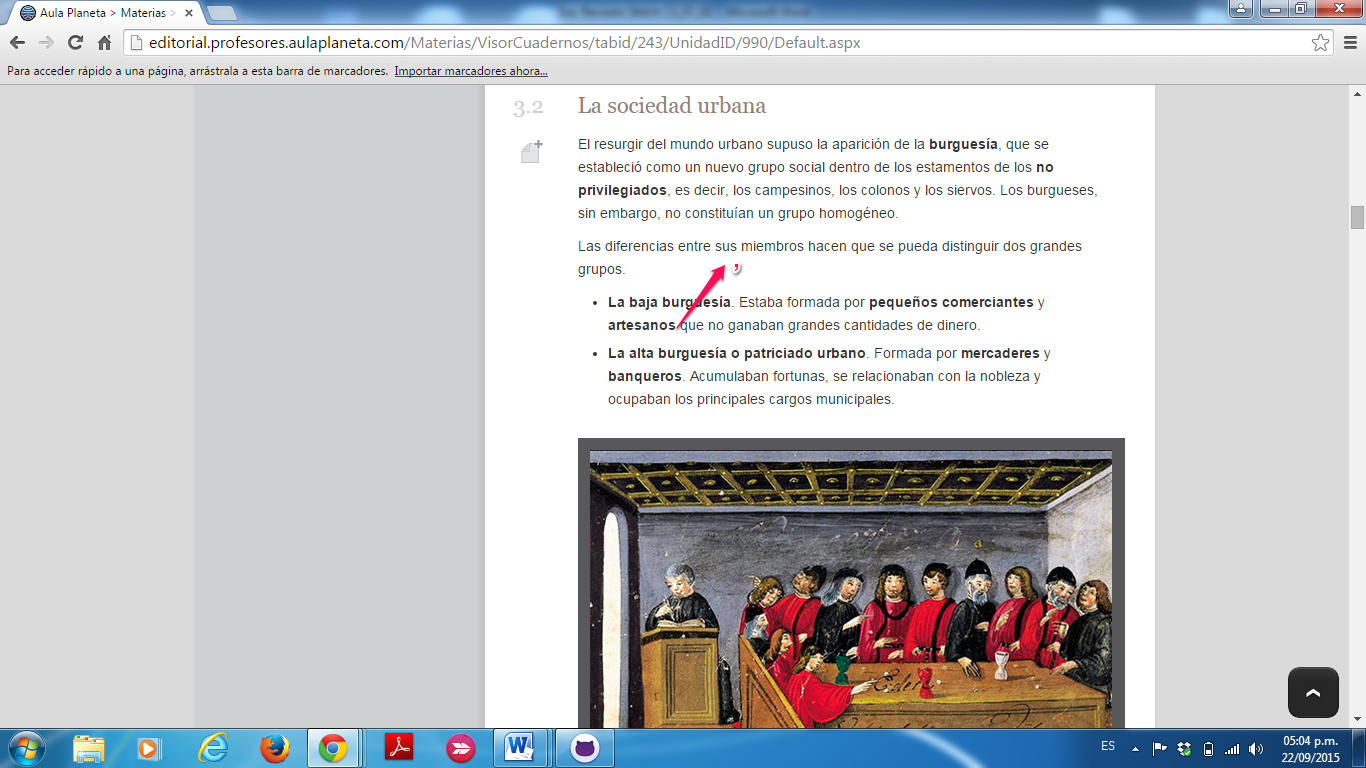 Aula Planeta > Materias >
editorial.profesores.aulaplaneta.com/Materias/VisorCuadernos/tabid/243/UnidadID/990/Default.aspx
Para acceder rápido a una página, arrástrala a esta barra de marcadores. Importar marcadores ahora...
3.2 La sociedad urbana
El resurgir del mundo urbano supuso la aparición de la burguesía, que se
estableció como un nuevo grupo social dentro de los estamentos de los no
privilegiados, es decir, los campesinos, los colonos y los siervos. Los burgueses,
sin embargo, no constituían un grupo homogéneo.
Las diferencias entre sus miembros hacen que se pueda distinguir dos grandes
,
grupos.
• La baja burguesía. Estaba formada por pequeños comerciantes y
artesanos que no ganaban grandes cantidades de dinero.
• La alta burguesía o patriciado urbano. Formada por mercaderes y
banqueros. Acumulaban fortunas, se relacionaban con la nobleza y
ocupaban los principales cargos municipales.
ES
05:04 p.m.
22/09/2015